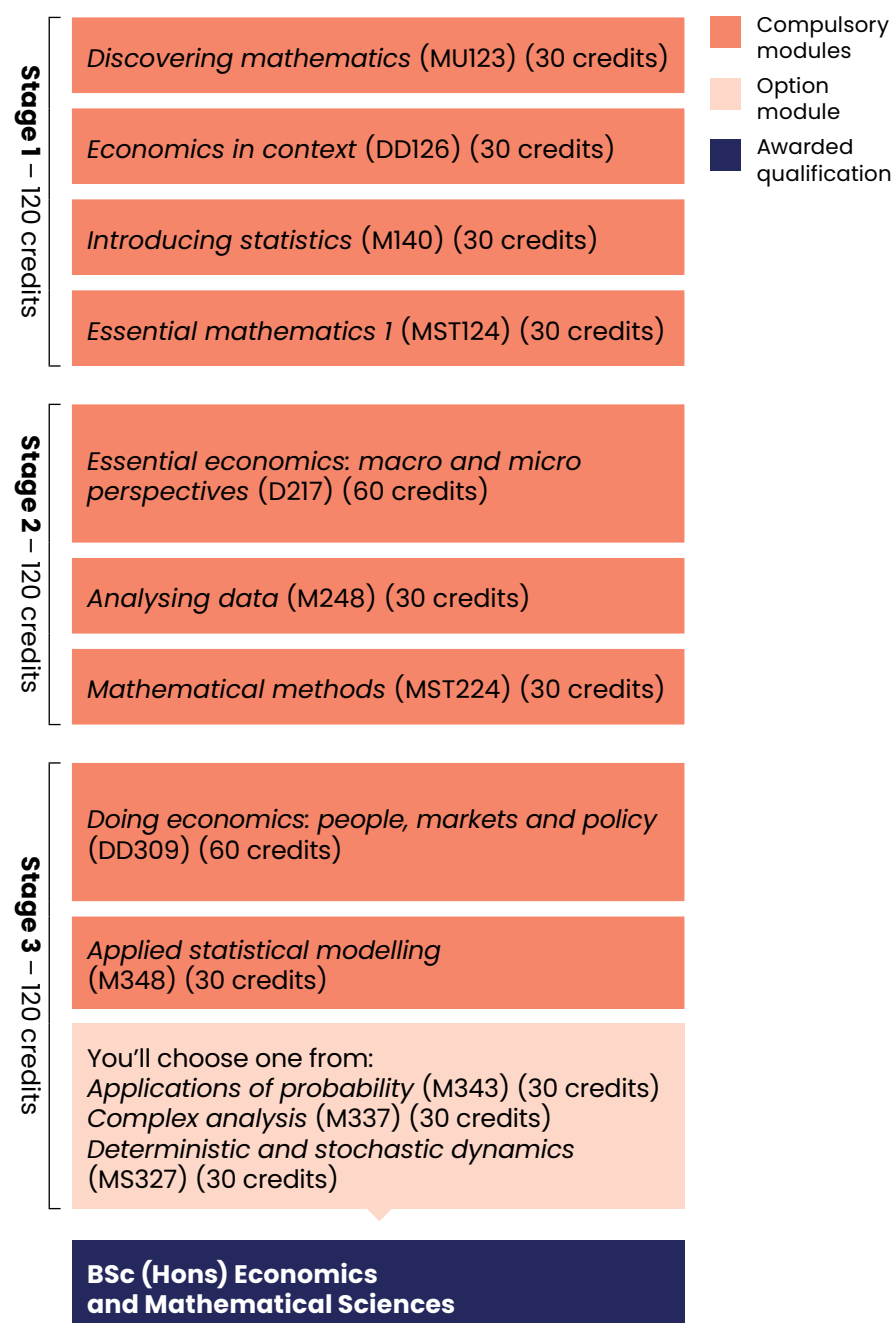 Stage 1 – 120 credits
Discovering mathematics (MU123) (30 credits)
Economics in context (DD126) (30 credits)
Introducing statistics (M140) (30 credits)
Essential mathematics 1 (MST124) (30 credits)
Compulsory
modules
Option
module
Awarded
qualification
Stage 2 – 120 credits
Essential economics: macro and micro
perspectives (D217) (60 credits)
Analysing data (M248) (30 credits)
Mathematical methods (MST224) (30 credits)
Stage 3 – 120 credits
Doing economics: people, markets and policy
(DD309) (60 credits)
Applied statistical modelling
(M348) (30 credits)
You’ll choose one from:
Applications of probability (M343) (30 credits)
Complex analysis (M337) (30 credits)
Deterministic and stochastic dynamics
(MS327) (30 credits)
BSc (Hons) Economics
and Mathematical Sciences